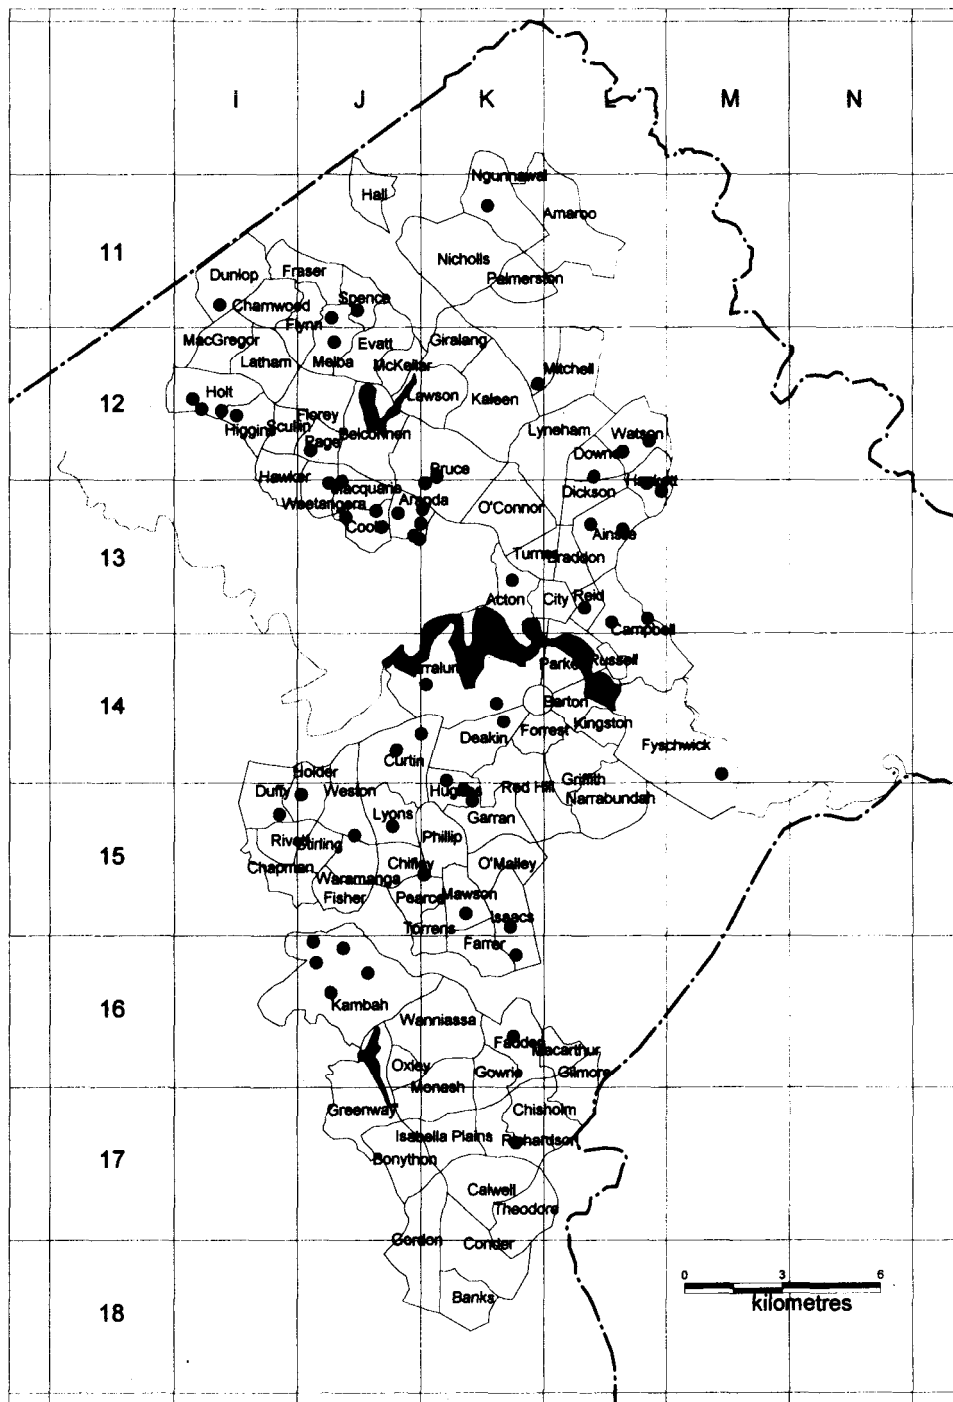 I J K L M N
Ngunnawal
Hall
Amaroo
11
Nicholls
Dunlop Fraser
Palmerston
Charnwood Spence
Flynn
MacGregor Evatt Giralang
Latham Melba McKellar Mitchell
12
Holt Lawson Kaleen
Higgins Florey
Scullin Belconnen Lyneham Watson
Page Downer
Hawker Bruce
Macquarie Dickson Hackett
Weetangera Aranda O'Connor
Cook Ainslie
13
Turner Braddon
Acton City Reid
Campbell
Yarralumla Parkes Russell
14
Barton
Deakin Forrest Kingston
Curtin Fyschwick
Holder
Duffy Weston Hughes Red Hill Griffith
Narrabundah
Lyons Garran
Rivett Stirling Phillip
15
Chapman Chifley O'Malley
Waramanga
Fisher Pearce Mawson
Isaacs
Torrens Farrer
16
Kambah
Wanniassa
Fadden Macarthur
Oxley Gowrie Gilmore
Monash
Greenway Chisholm
Isabella Plains Richardson
17
Bonython
Calwell
Theodore
Gordon Conder
0 3 6
kilometres
Banks
18